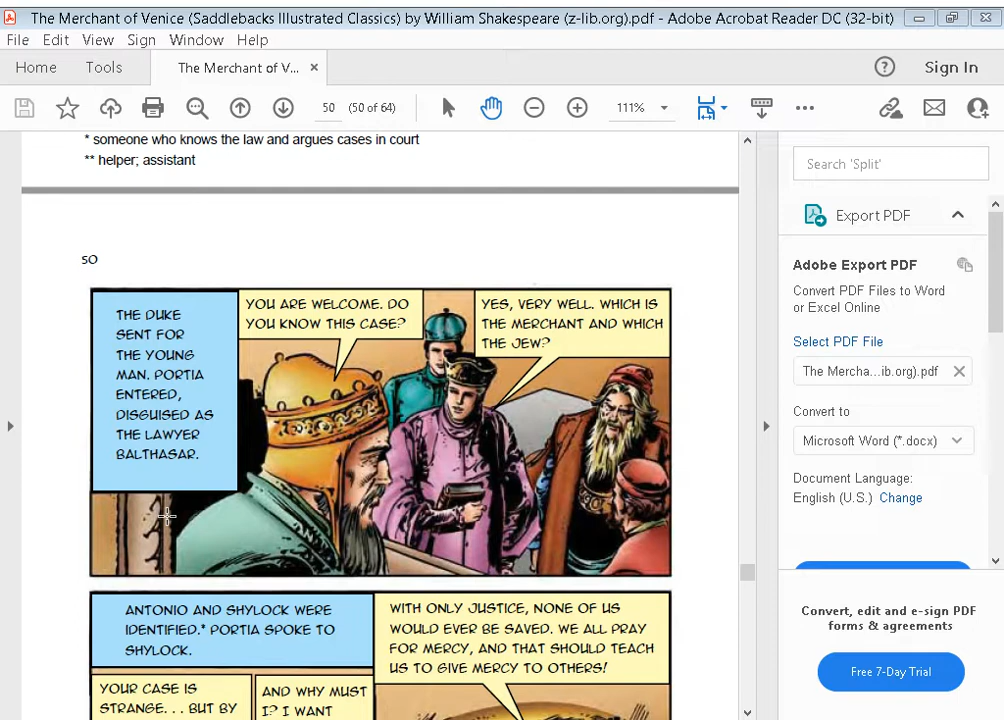 The Merchant of Venice (Saddlebacks Illustrated Classics) by William Shakespeare (z-lib.org).pdf - Adobe Acrobat Reader DC (32-bit)
File Edit View Sign Window Help
Home Tools The Merchant of V... × Sign In
50 (50 of 64) 111%
* someone who knows the law and argues cases in court
** helper; assistant
50
THE DUKE
SENT FOR
THE YOUNG
MAN. PORTIA
ENTERED,
DISGUISED AS
THE LAWYER
BALTHASAR.
YOU ARE WELCOME. DO
YOU KNOW THIS CASE?
YES, VERY WELL. WHICH IS
THE MERCHANT AND WHICH
THE JEW?
ANTONIO AND SHYLOCK WERE
IDENTIFIED.* PORTIA SPOKE TO
SHYLOCK.
YOUR CASE IS
STRANGE. . . BUT BY
AND WHY MUST
I? I WANT
WITH ONLY JUSTICE, NONE OF US
WOULD EVER BE SAVED. WE ALL PRAY
FOR MERCY, AND THAT SHOULD TEACH
US TO GIVE MERCY TO OTHERS!
Search 'Split'
Export PDF
Adobe Export PDF
Convert PDF Files to Word
or Excel Online
Select PDF File
The Mercha...ib.org).pdf
Convert to
Microsoft Word (*.docx)
Document Language:
English (U.S.) Change
Convert, edit and e-sign PDF
forms & agreements
Free 7-Day Trial